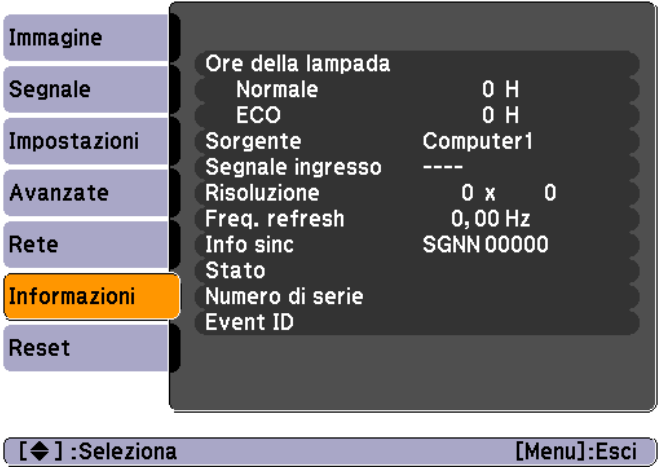 Immagine
Segnale
Impostazioni
Avanzate
Rete
Informazioni
Reset
Ore della lampada
Normale 0 H
ECO 0 H
Sorgente Computer1
Segnale ingresso ----
Risoluzione 0 x 0
Freq. refresh 0,00 Hz
Info sinc SGNN 00000
Stato
Numero di serie
Event ID
[◆] :Seleziona [Menu]:Esci